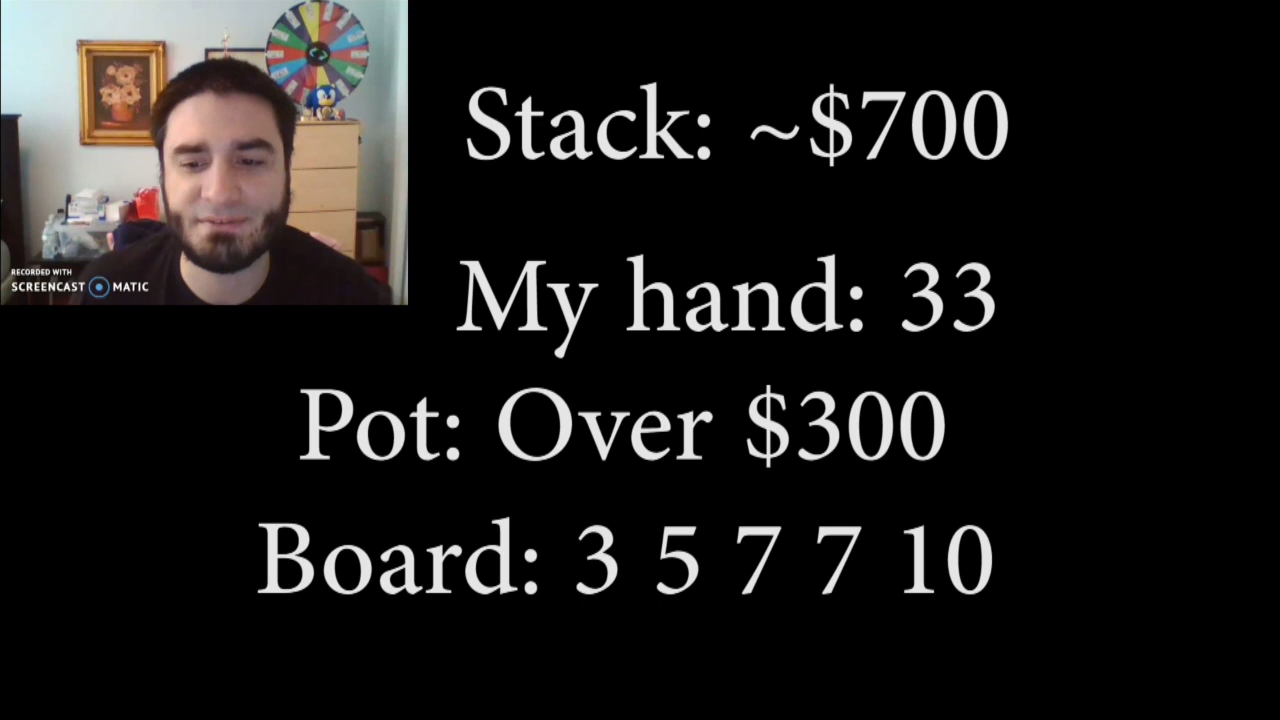 Stack: ~$700
RECORDED WITH
SCREENCAST MATIC
My hand: 33
Pot: Over $300
Board: 3 5 7 7 10